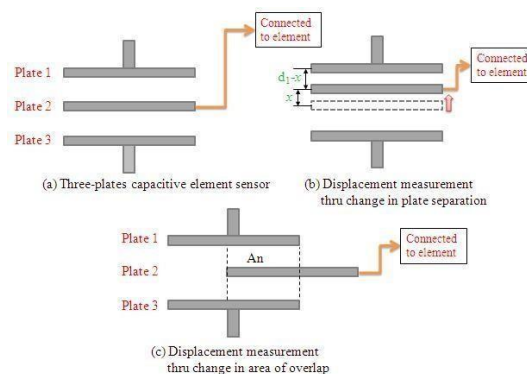 Connected
to element
Plate 1
Plate 2
Plate 3
(a) Three-plates capacitive element sensor
d₁-x
x
Connected
to element
(b) Displacement measurement
thru change in plate separation
Plate 1
Plate 2
Plate 3
An
Connected
to element
(c) Displacement measurement
thru change in area of overlap